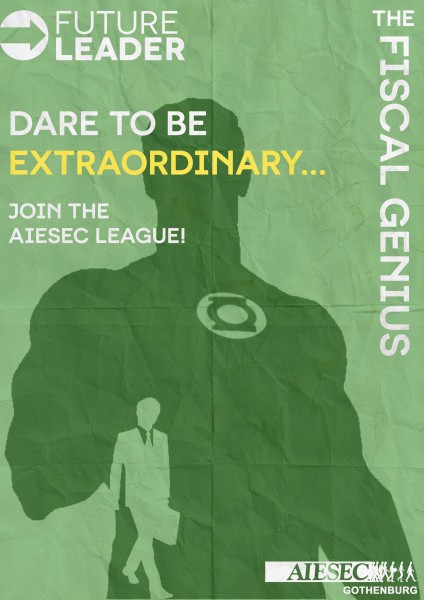 FUTURE
LEADER
THE
FISCAL GENIUS
DARE TO BE
EXTRAORDINARY...
JOIN THE
AIESEC LEAGUE!
AIESEC
GOTHENBURG